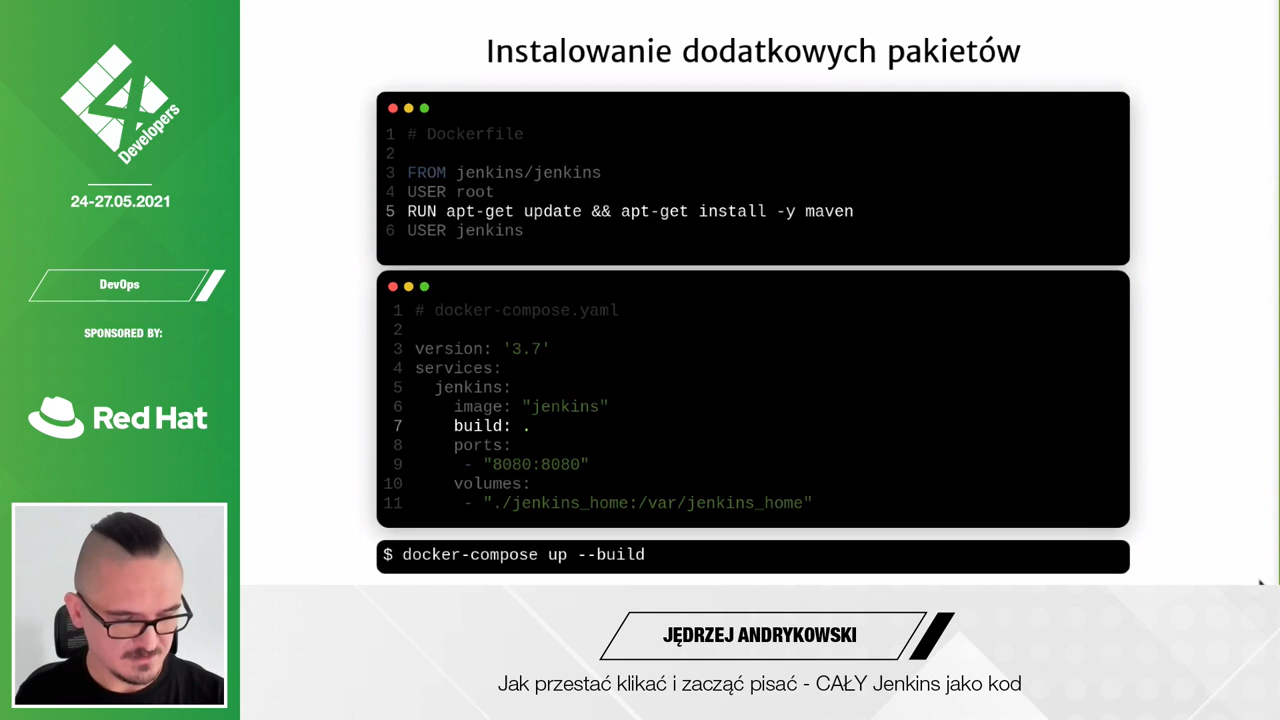 4
Developers
24-27.05.2021
DevOps
SPONSORED BY:
Red Hat
Instalowanie dodatkowych pakietów
1 # Dockerfile
2
3 FROM jenkins/jenkins
4 USER root
5 RUN apt-get update && apt-get install -y maven
6 USER jenkins
1 # docker-compose.yaml
2
3 version: '3.7'
4 services:
5   jenkins:
6     image: "jenkins"
7     build: .
8     ports:
9      - "8080:8080"
10     volumes:
11      - "./jenkins_home:/var/jenkins_home"
$ docker-compose up --build
JĘDRZEJ ANDRYKOWSKI
Jak przestać klikać i zacząć pisać - CAŁY Jenkins jako kod